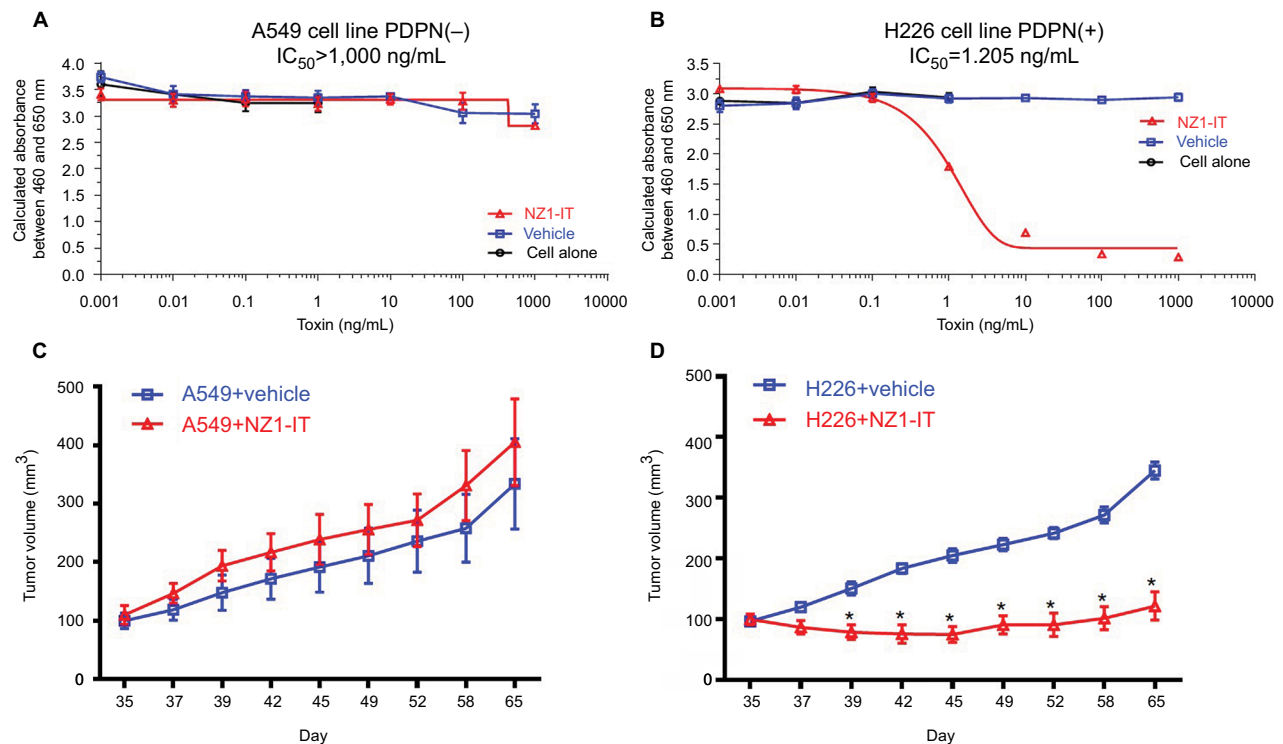 A
A549 cell line PDPN(–)
IC50>1,000 ng/mL
Calculated absorbance
between 460 and 650 nm
4.0
3.5
3.0
2.5
2.0
1.5
1.0
0.5
0.0
NZ1-IT
Vehicle
Cell alone
0.001 0.01 0.1 1 10 100 1000 10000
Toxin (ng/mL)
B
H226 cell line PDPN(+)
IC50=1.205 ng/mL
Calculated absorbance
between 460 and 650 nm
3.5
3.0
2.5
2.0
1.5
1.0
0.5
0.0
NZ1-IT
Vehicle
Cell alone
0.001 0.01 0.1 1 10 100 1000 10000
Toxin (ng/mL)
C
A549+vehicle
A549+NZ1-IT
Tumor volume (mm3)
500
400
300
200
100
0
35 37 39 42 45 49 52 58 65
Day
D
H226+vehicle
H226+NZ1-IT
Tumor volume (mm3)
500
400
300
200
100
0
* * * * * * *
35 37 39 42 45 49 52 58 65
Day